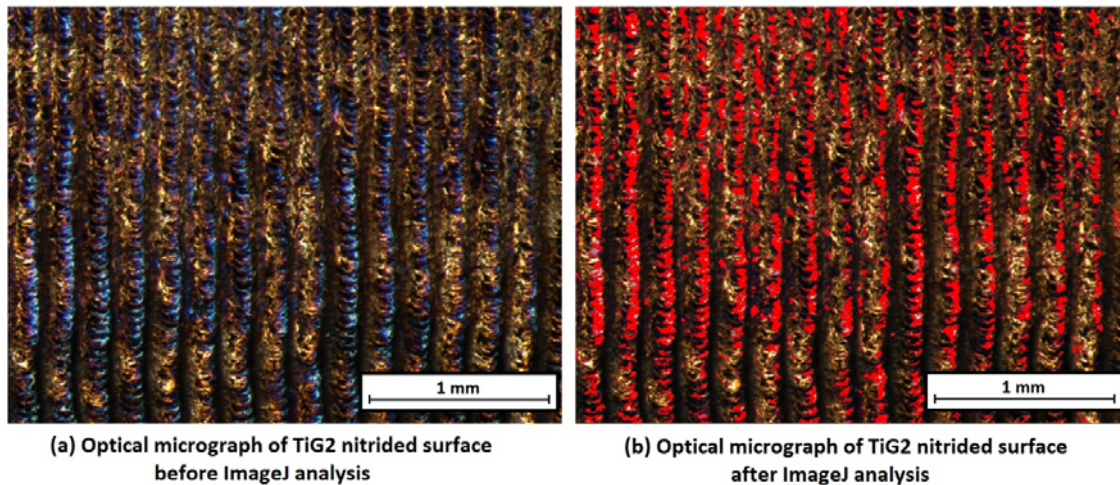 1 mm
1 mm
(a) Optical micrograph of TiG2 nitrided surface
before ImageJ analysis
(b) Optical micrograph of TiG2 nitrided surface
after ImageJ analysis